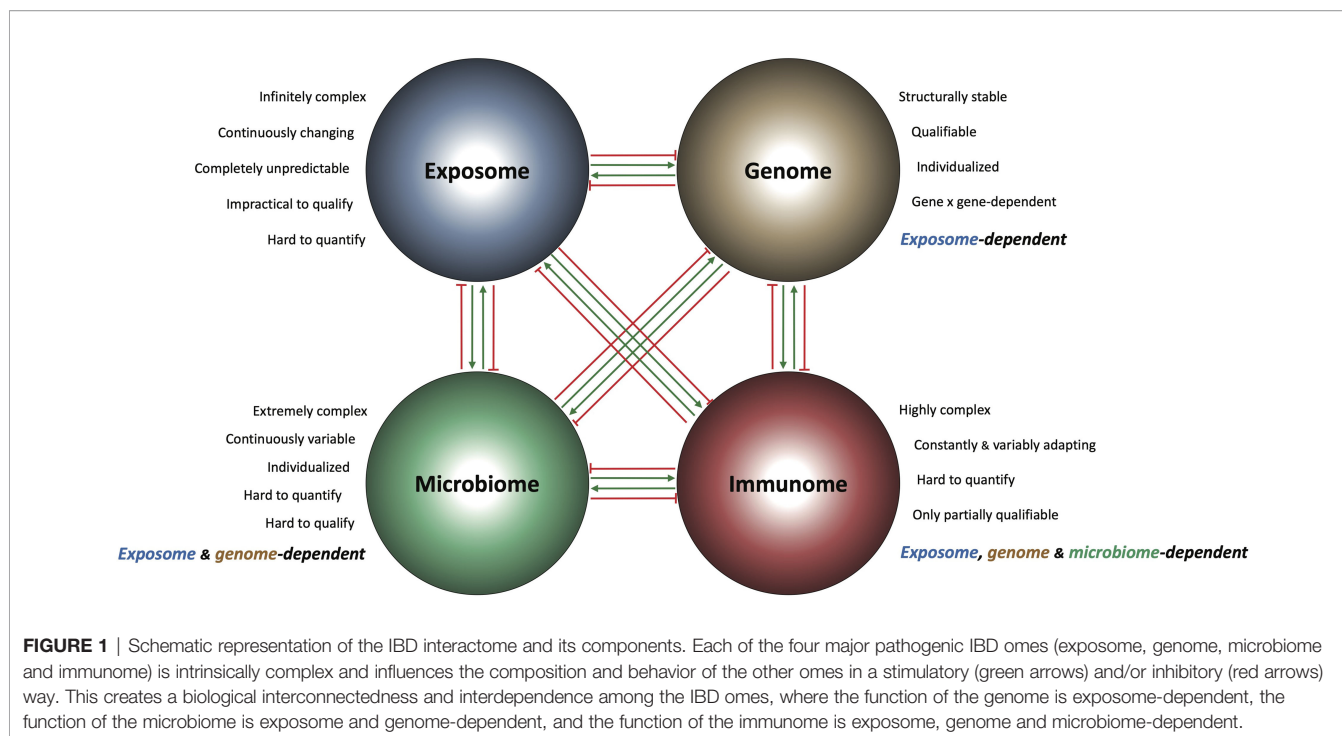 Infinitely complex
Continuously changing
Completely unpredictable
Impractical to qualify
Hard to quantify
Exposome
Genome
Structurally stable
Qualifiable
Individualized
Gene x gene-dependent
Exposome-dependent
Extremely complex
Continuously variable
Individualized
Hard to quantify
Hard to qualify
Exposome & genome-dependent
Microbiome
Immunome
Highly complex
Constantly & variably adapting
Hard to quantify
Only partially qualifiable
Exposome, genome & microbiome-dependent
FIGURE 1 | Schematic representation of the IBD interactome and its components. Each of the four major pathogenic IBD omes (exposome, genome, microbiome
and immunome) is intrinsically complex and influences the composition and behavior of the other omes in a stimulatory (green arrows) and/or inhibitory (red arrows)
way. This creates a biological interconnectedness and interdependence among the IBD omes, where the function of the genome is exposome-dependent, the
function of the microbiome is exposome and genome-dependent, and the function of the immunome is exposome, genome and microbiome-dependent.